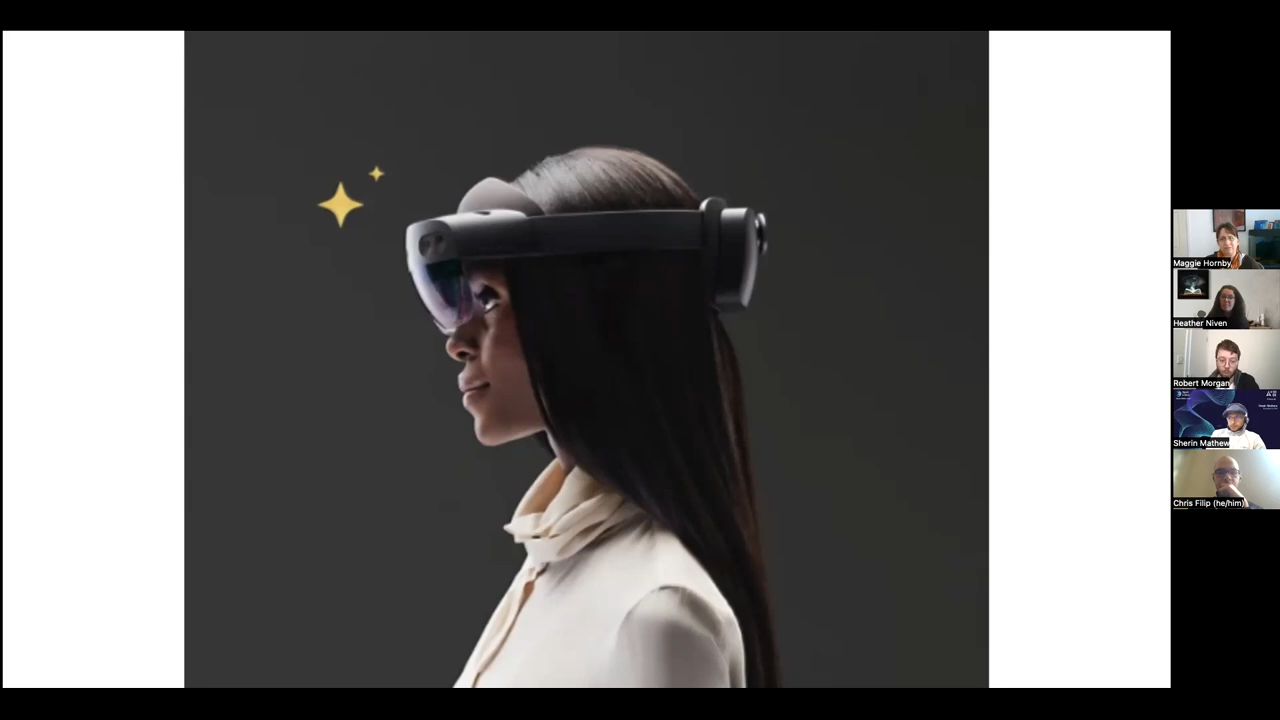 Maggie Hornby
Heather Niven
Robert Morgan
Sherin Mathew
Chris Filip (he/him)